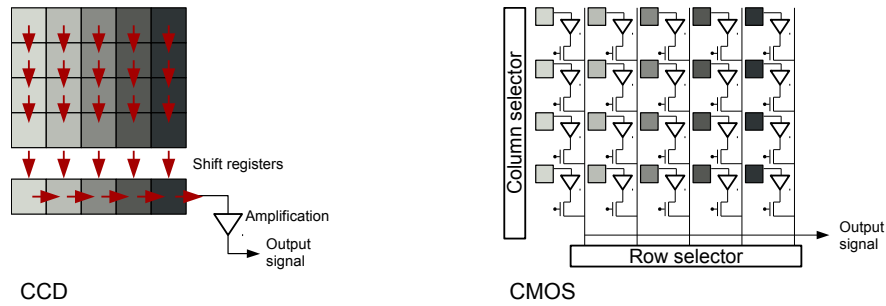 Shift registers
Amplification
Output
signal
CCD
Column selector
Output
signal
Row selector
CMOS